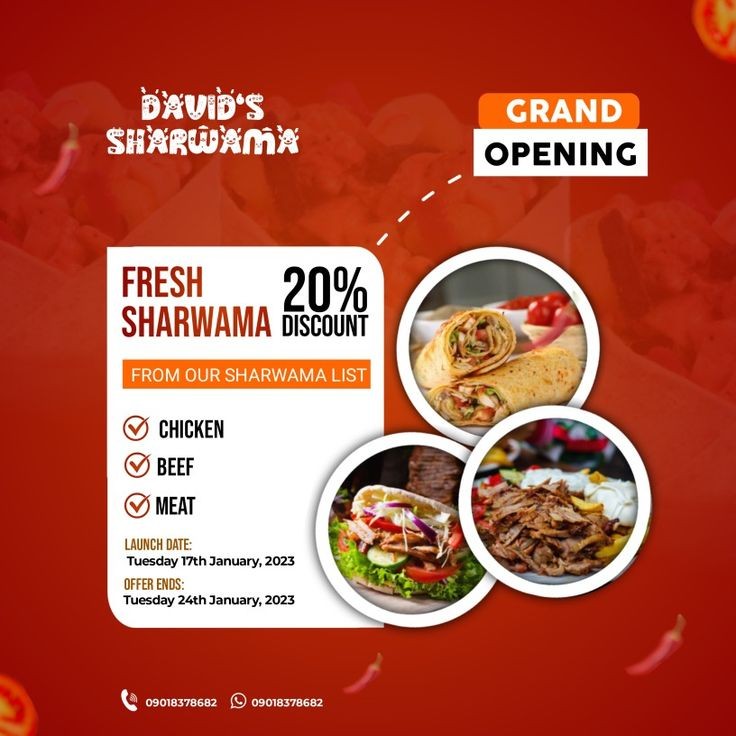 DAVID'S
SHARWAMA
GRAND
OPENING
FRESH
SHARWAMA
20%
DISCOUNT
FROM OUR SHARWAMA LIST
CHICKEN
BEEF
MEAT
LAUNCH DATE:
Tuesday 17th January, 2023
OFFER ENDS:
Tuesday 24th January, 2023
09018378682 09018378682